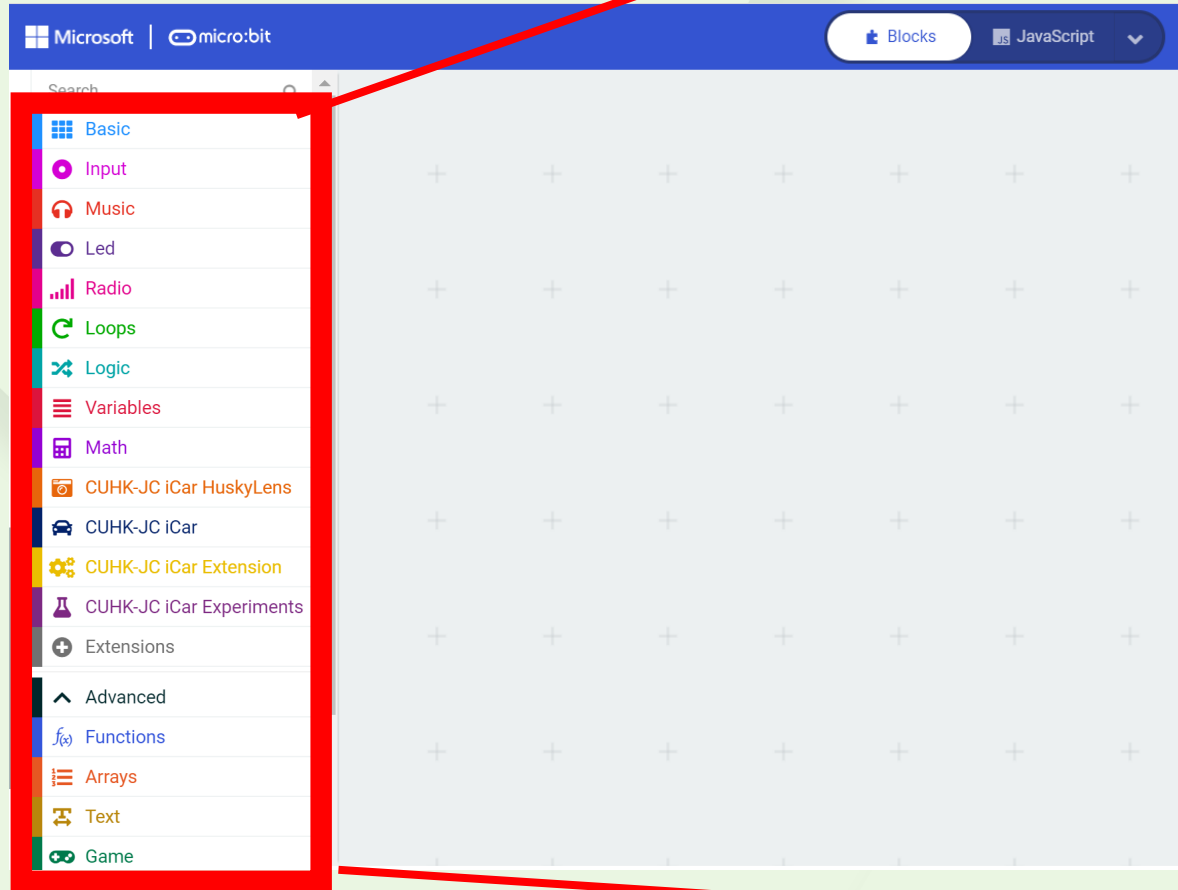 Microsoft micro:bit
Blocks
JS JavaScript
Search
Basic
Input
Music
Led
Radio
Loops
Logic
Variables
Math
CUHK-JC iCar HuskyLens
CUHK-JC iCar
CUHK-JC iCar Extension
CUHK-JC iCar Experiments
Extensions
Advanced
f(x) Functions
Arrays
Text
Game